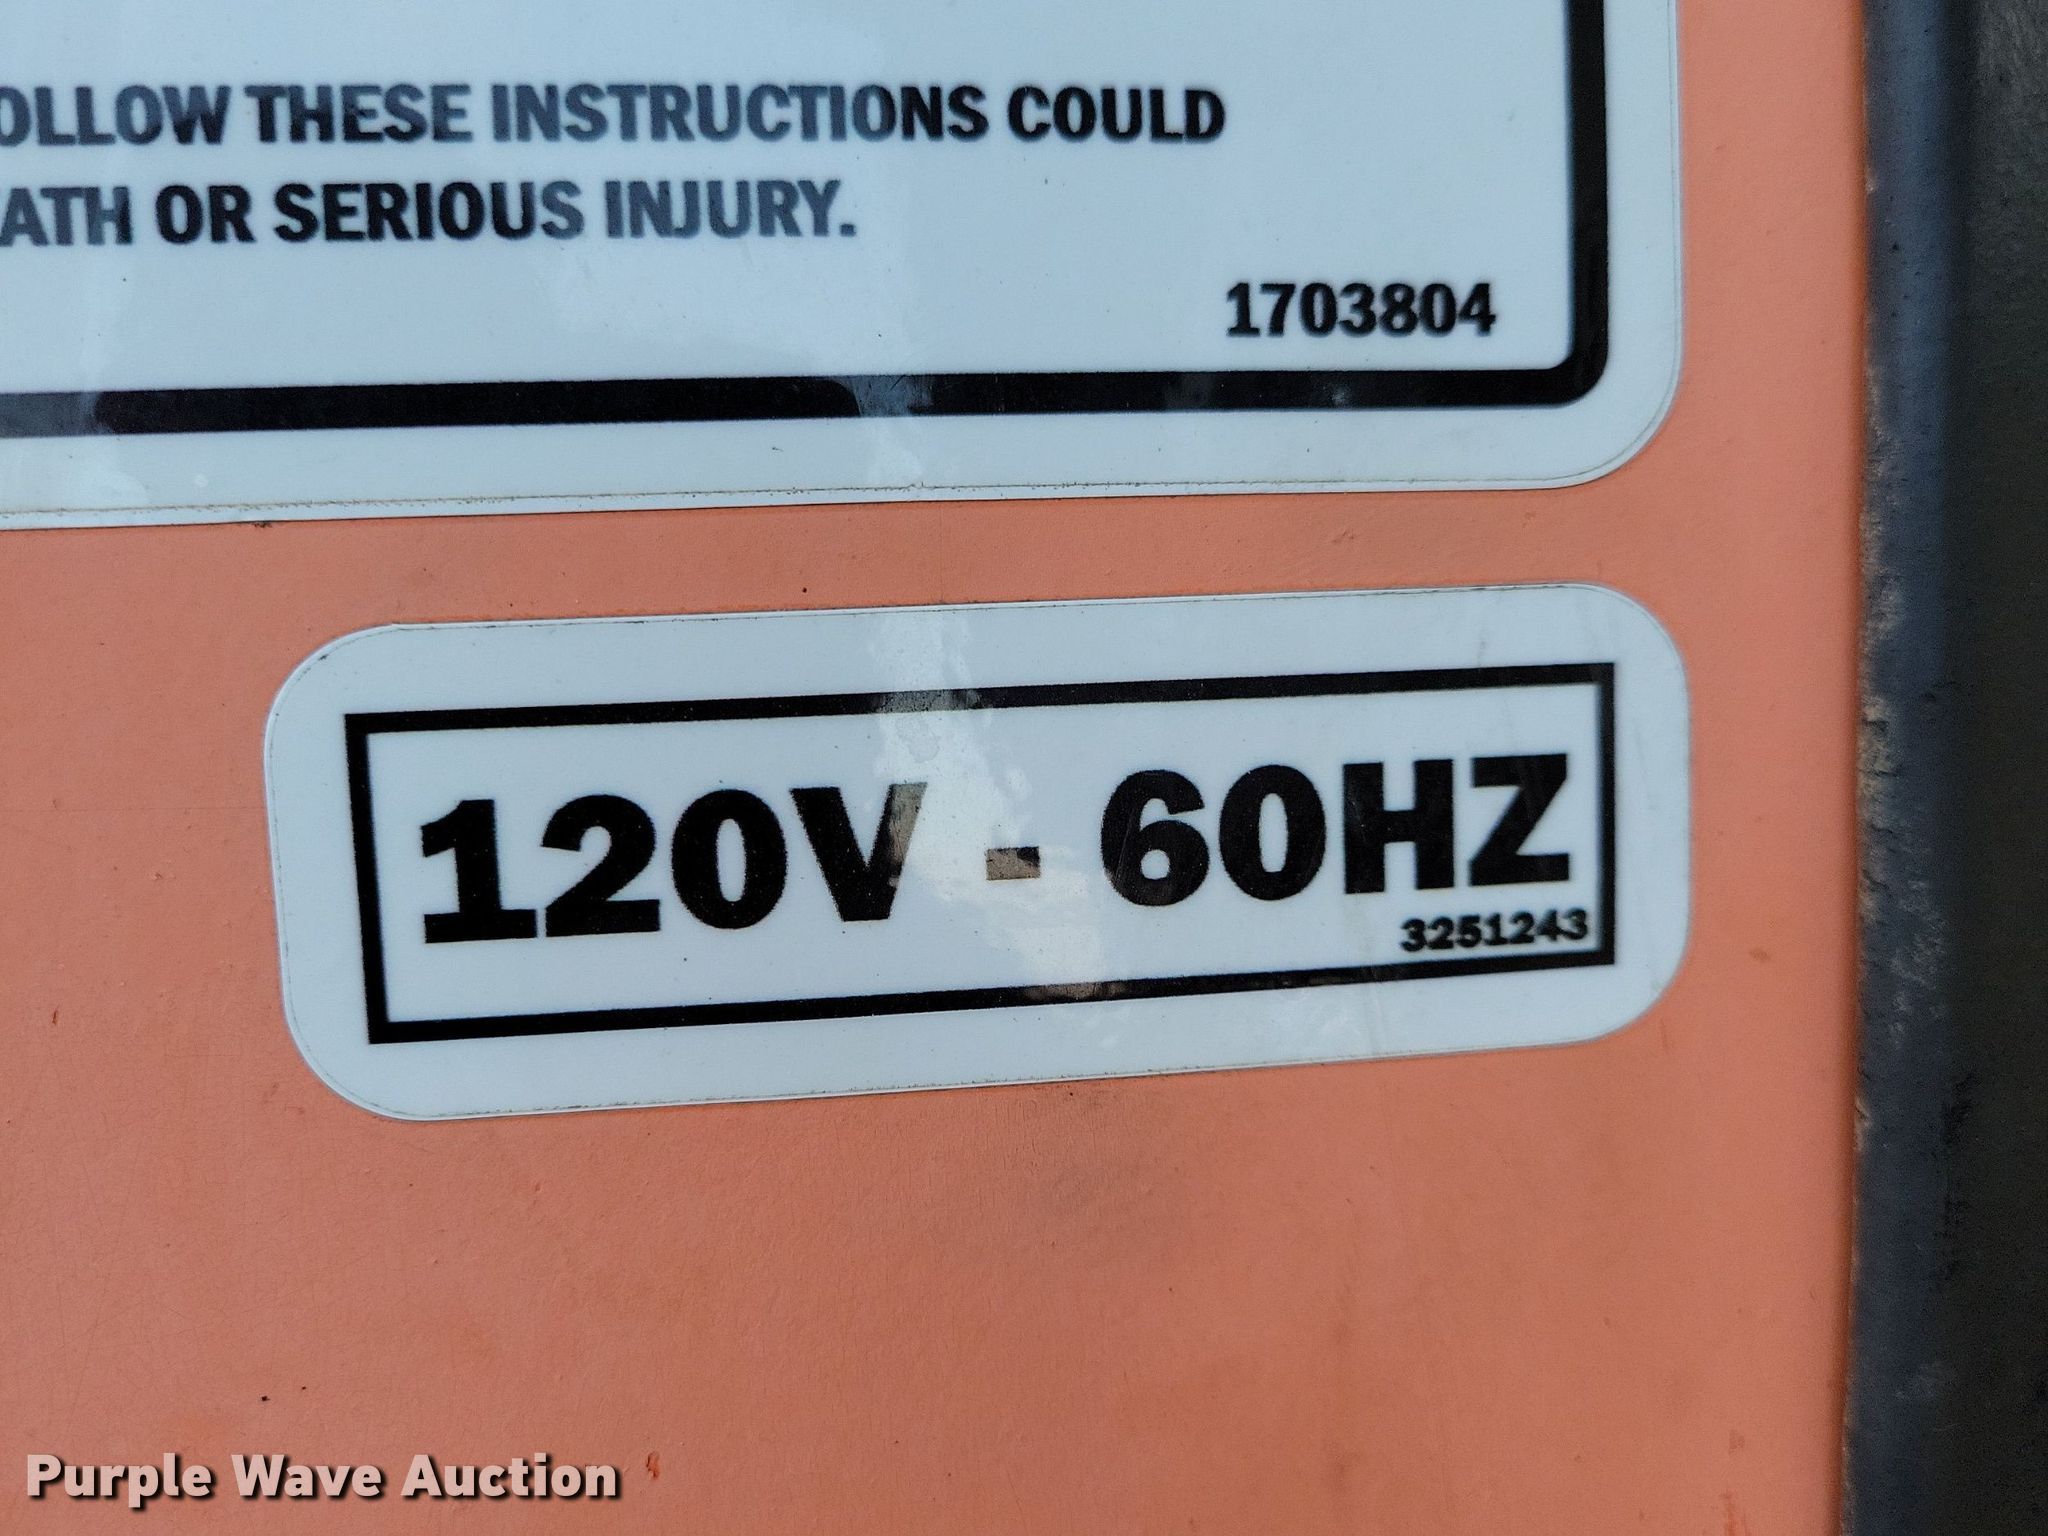 OLLOW THESE INSTRUCTIONS COULD
ATH OR SERIOUS INJURY.
1703804
120V - 60HZ
3251243
Purple Wave Auction